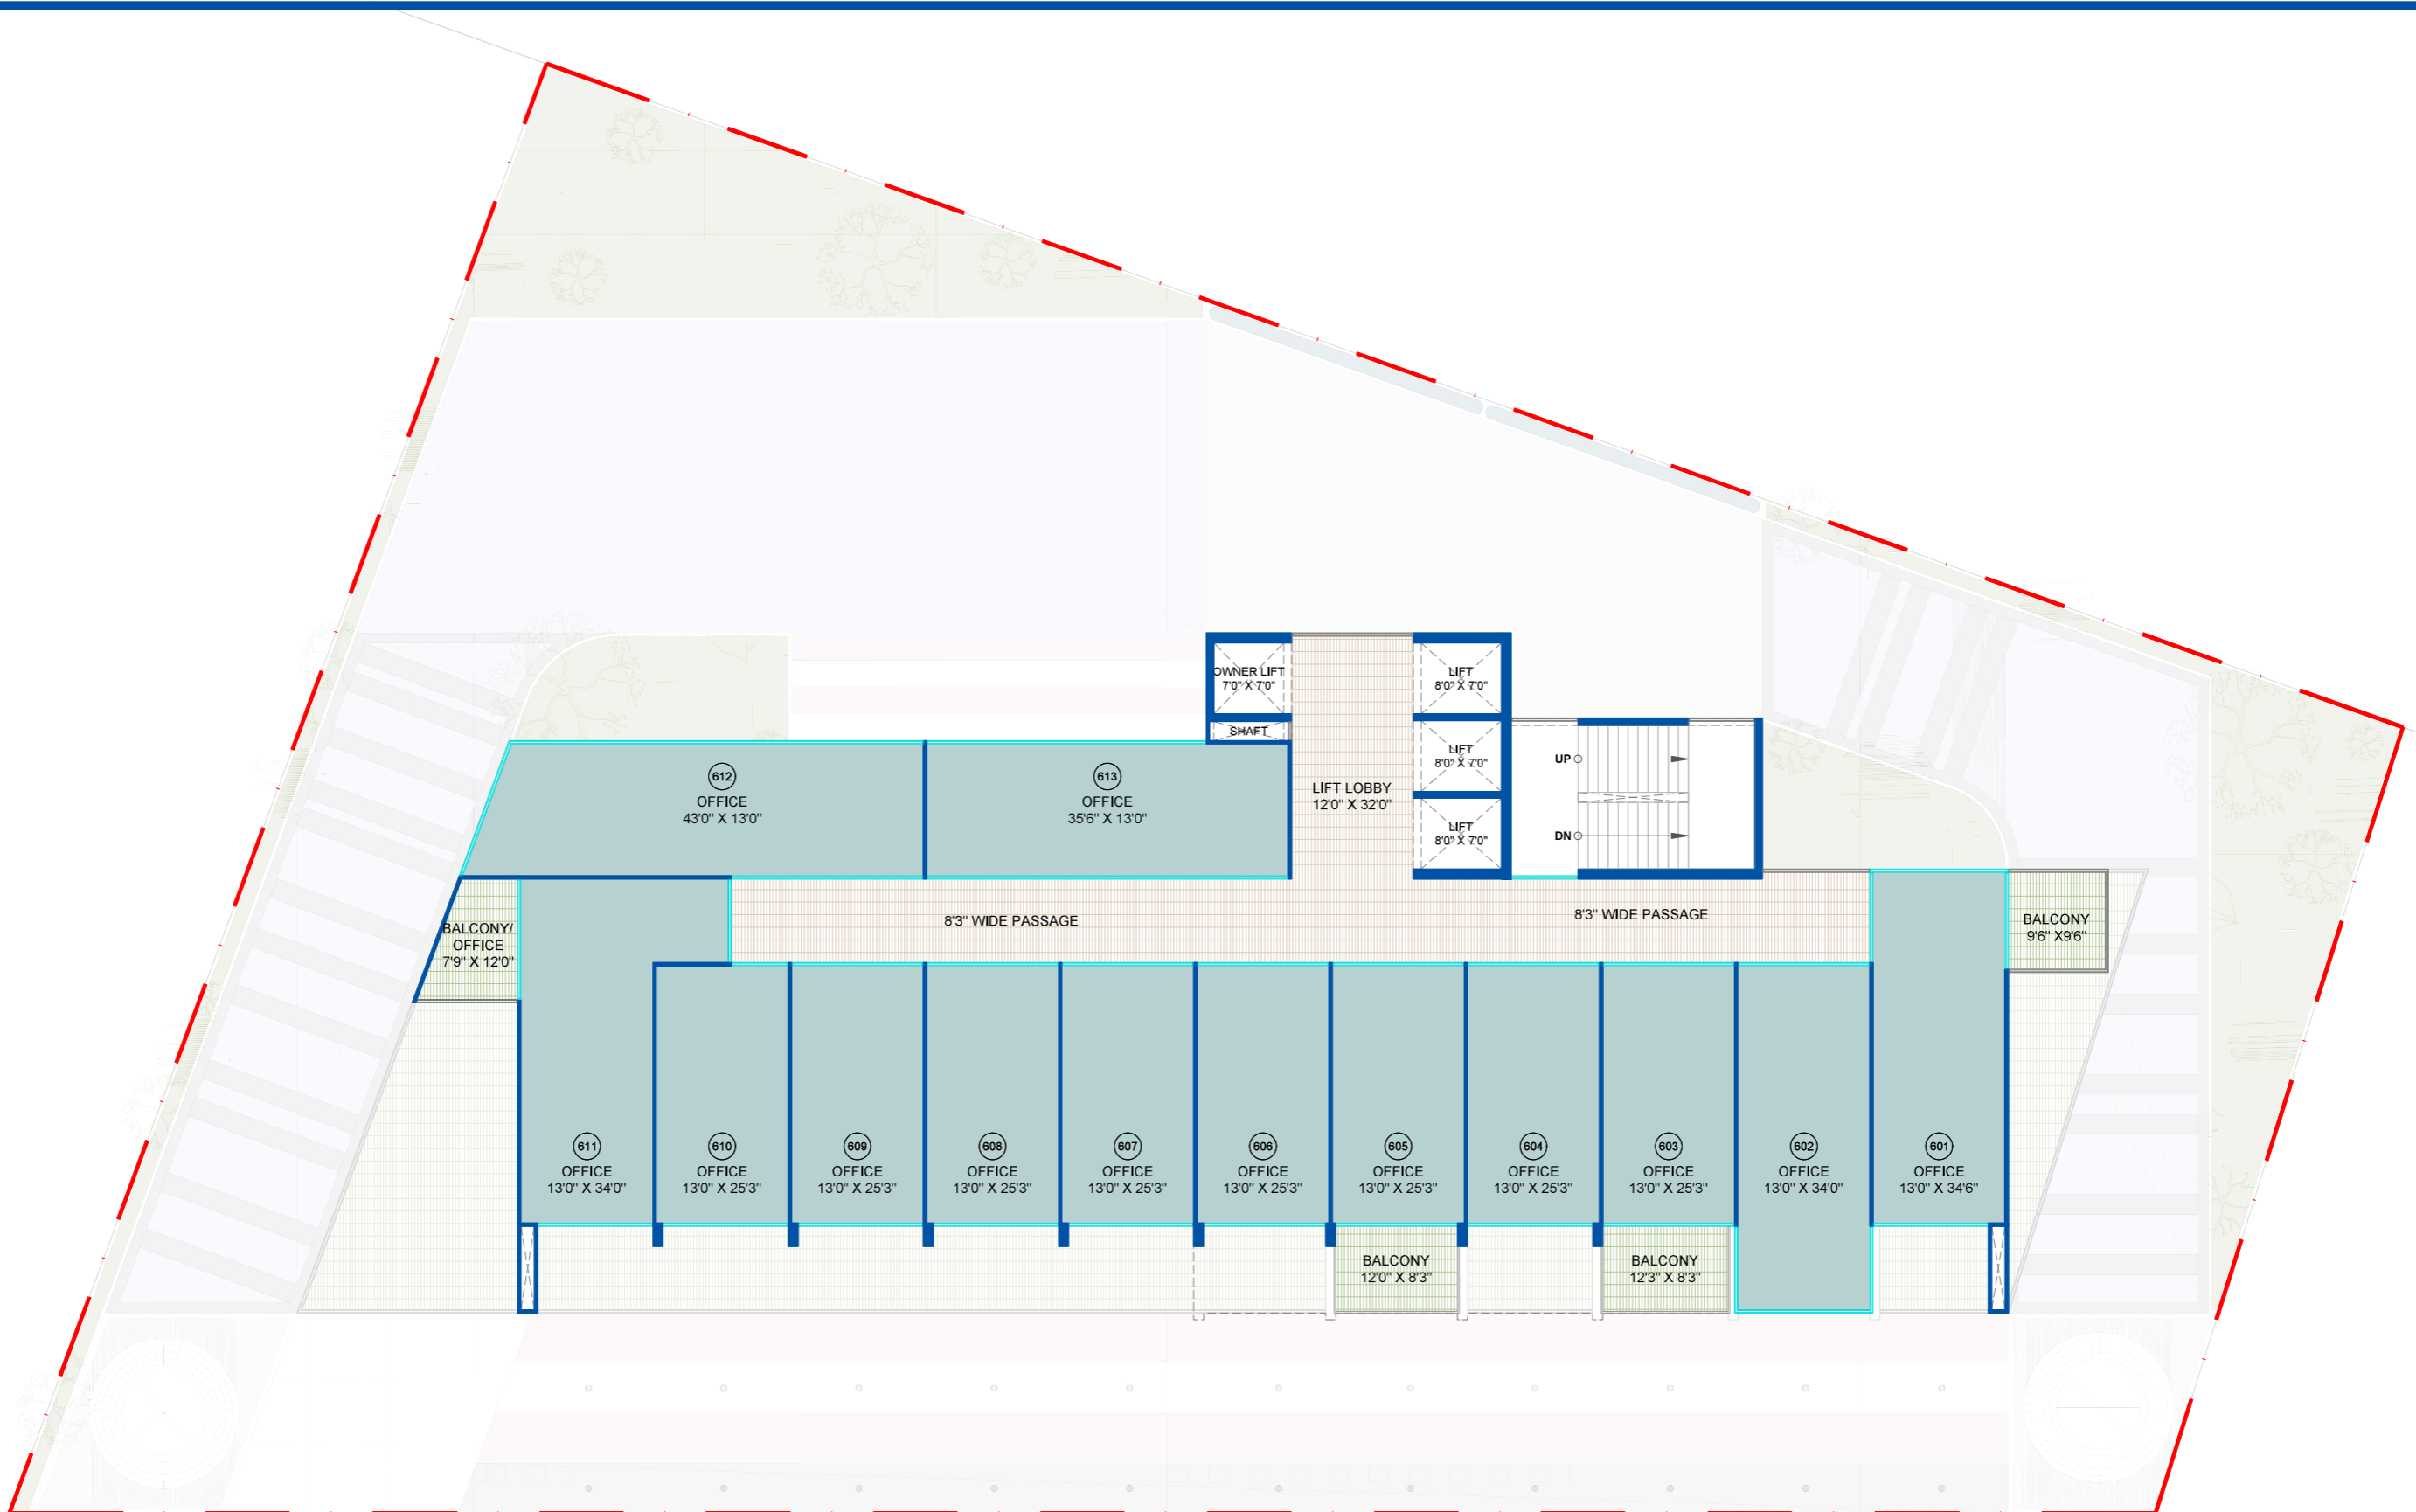 OWNER LIFT
7'0" X 7'0"
LIFT
8'0" X 7'0"
SHAFT
LIFT
8'0" X 7'0"
UP
612
OFFICE
43'0" X 13'0"
613
OFFICE
35'6" X 13'0"
LIFT LOBBY
12'0" X 32'0"
LIFT
8'0" X 7'0"
DN
BALCONY/
OFFICE
7'9" X 12'0"
8'3" WIDE PASSAGE
8'3" WIDE PASSAGE
BALCONY
9'6" X9'6"
611
OFFICE
13'0" X 34'0"
610
OFFICE
13'0" X 25'3"
609
OFFICE
13'0" X 25'3"
608
OFFICE
13'0" X 25'3"
607
OFFICE
13'0" X 25'3"
606
OFFICE
13'0" X 25'3"
605
OFFICE
13'0" X 25'3"
604
OFFICE
13'0" X 25'3"
603
OFFICE
13'0" X 25'3"
602
OFFICE
13'0" X 34'0"
601
OFFICE
13'0" X 34'6"
BALCONY
12'0" X 8'3"
BALCONY
12'3" X 8'3"